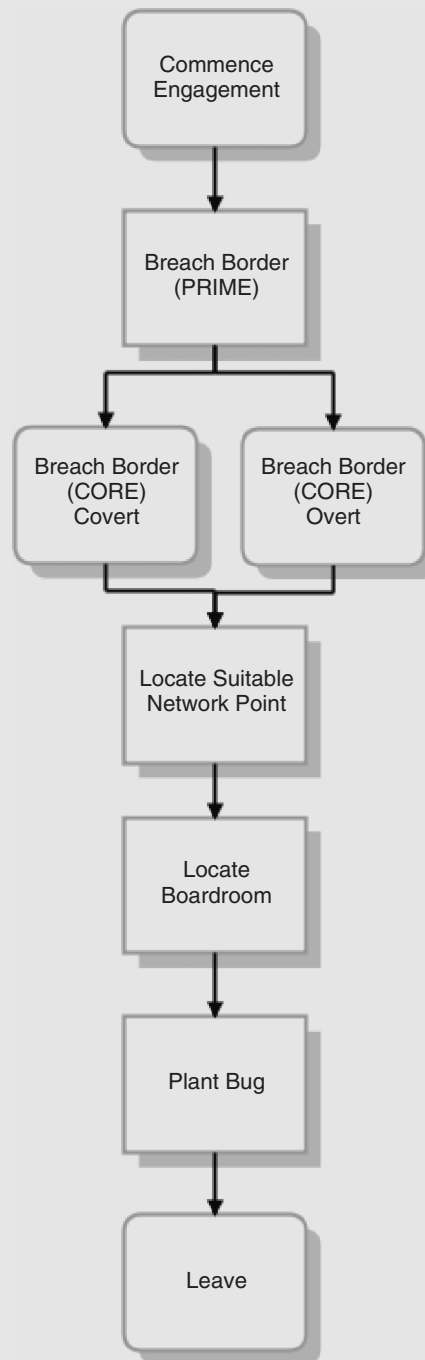 Commence
Engagement
Breach Border
(PRIME)
Breach Border
(CORE)
Covert
Breach Border
(CORE)
Overt
Locate Suitable
Network Point
Locate
Boardroom
Plant Bug
Leave